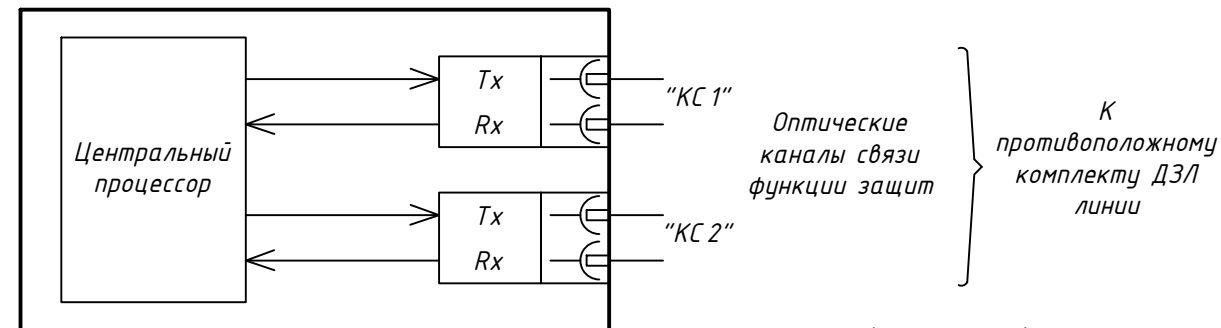 Центральный
процессор
Tx
Rx
"КС 1"
Tx
Rx
"КС 2"
Оптические
каналы связи
функции защит
К
противоположному
комплекту ДЗЛ
линии